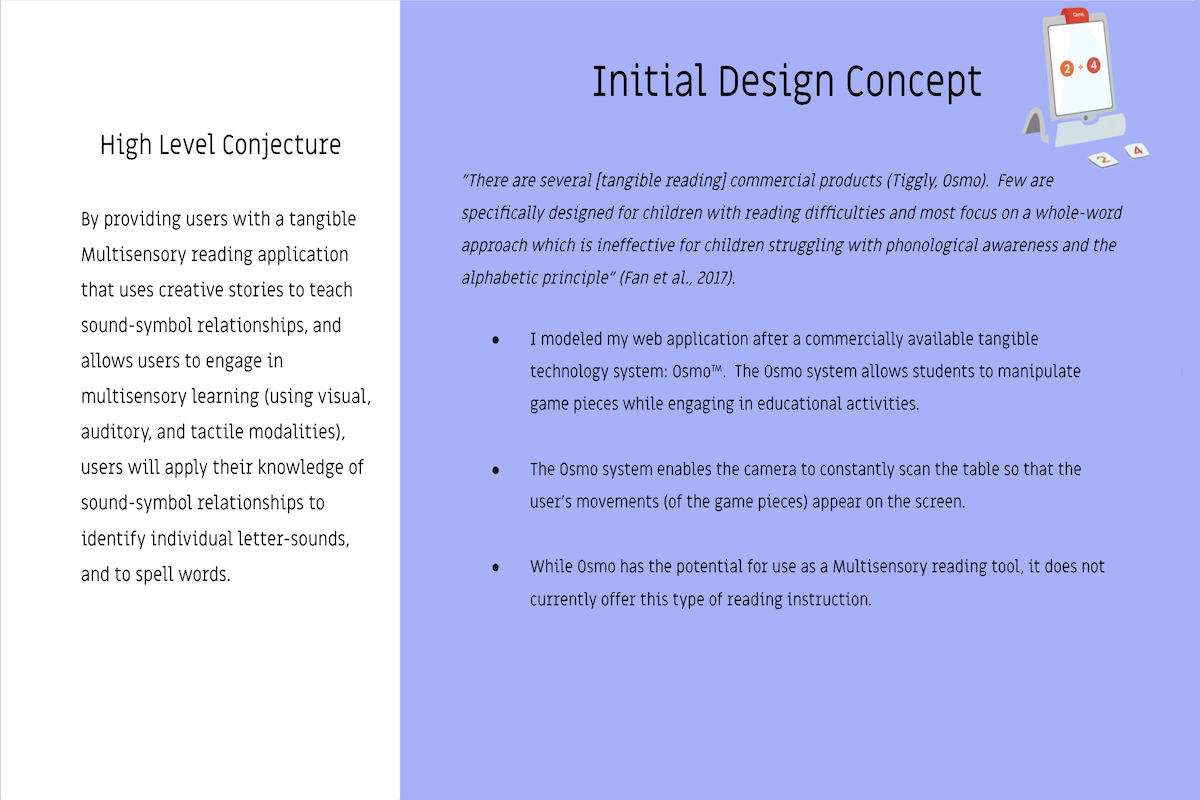 High Level Conjecture
By providing users with a tangible
Multisensory reading application
that uses creative stories to teach
sound-symbol relationships, and
allows users to engage in
multisensory learning (using visual,
auditory, and tactile modalities),
users will apply their knowledge of
sound-symbol relationships to
identify individual letter-sounds,
and to spell words.
Initial Design Concept
Osmo
2 + 4
2 4
"There are several [tangible reading] commercial products (Tiggly, Osmo).  Few are
specifically designed for children with reading difficulties and most focus on a whole-word
approach which is ineffective for children struggling with phonological awareness and the
alphabetic principle" (Fan et al., 2017).
● I modeled my web application after a commercially available tangible
technology system: Osmo™.  The Osmo system allows students to manipulate
game pieces while engaging in educational activities.
● The Osmo system enables the camera to constantly scan the table so that the
user's movements (of the game pieces) appear on the screen.
● While Osmo has the potential for use as a Multisensory reading tool, it does not
currently offer this type of reading instruction.